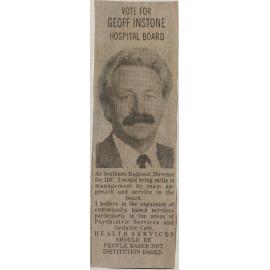 VOTE FOR
GEOFF INSTONE
HOSPITAL BOARD
As Southern Regional Director
for IHC, I would bring skills in
management by team ap-
proach and service to the
board.
I believe in the expansion of
community based services
particularly in the areas of
Psychiatric Services and
Geriatric Care.
HEALTH SERVICES
SHOULD BE
PEOPLE BASED NOT
INSTITUTION BASED.